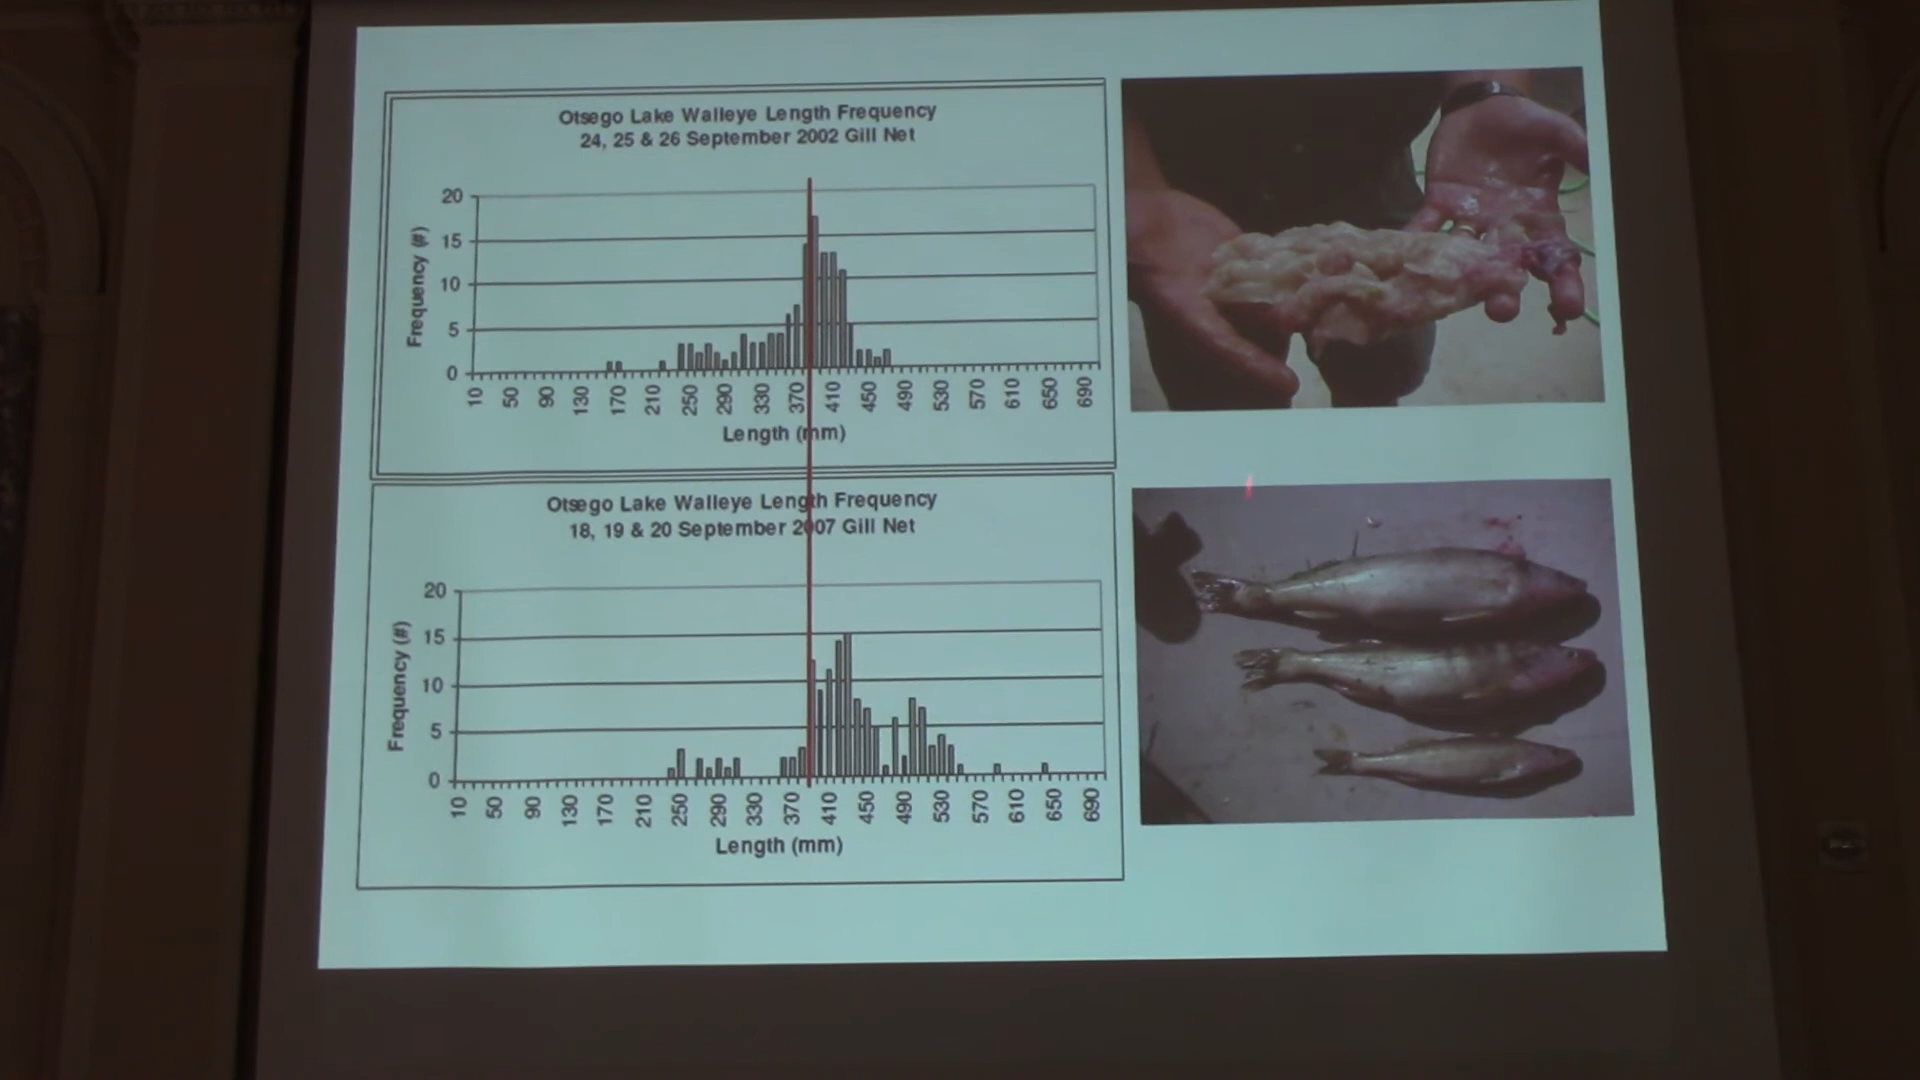 Otsego Lake Walleye Length Frequency
24, 25 & 26 September 2002 Gill Net
20
15
10
5
0
Frequency (#)
10 50 90 130 170 210 250 290 330 370 410 450 490 530 570 610 650 690
Length (mm)
Otsego Lake Walleye Length Frequency
18, 19 & 20 September 2007 Gill Net
20
15
10
5
0
Frequency (#)
10 50 90 130 170 210 250 290 330 370 410 450 490 530 570 610 650 690
Length (mm)